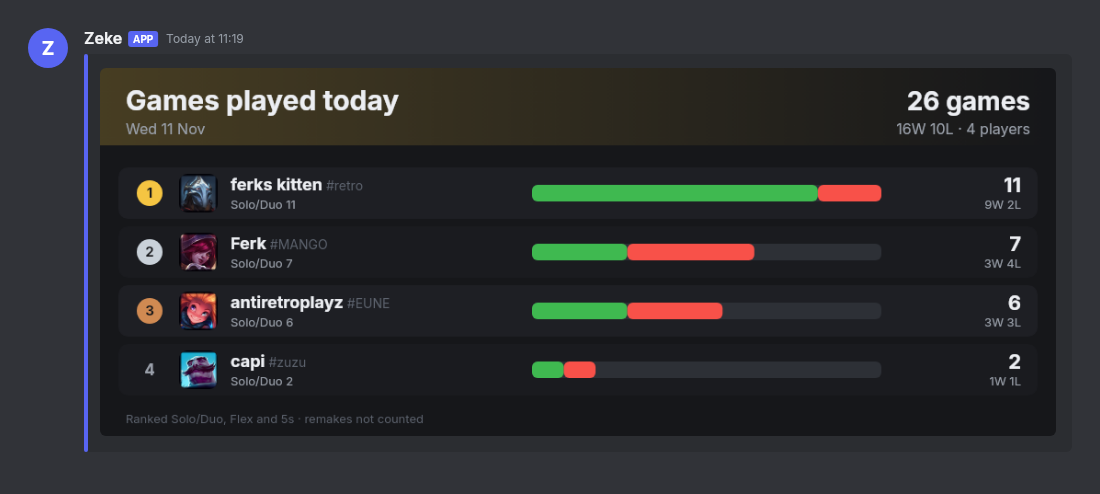 Z
Zeke APP Today at 11:19
Games played today
26 games
Wed 11 Nov
16W 10L · 4 players
1
ferks kitten #retro
Solo/Duo 11
11
9W 2L
2
Ferk #MANGO
Solo/Duo 7
7
3W 4L
3
antiretroplayz #EUNE
Solo/Duo 6
6
3W 3L
4
capi #zuzu
Solo/Duo 2
2
1W 1L
Ranked Solo/Duo, Flex and 5s · remakes not counted